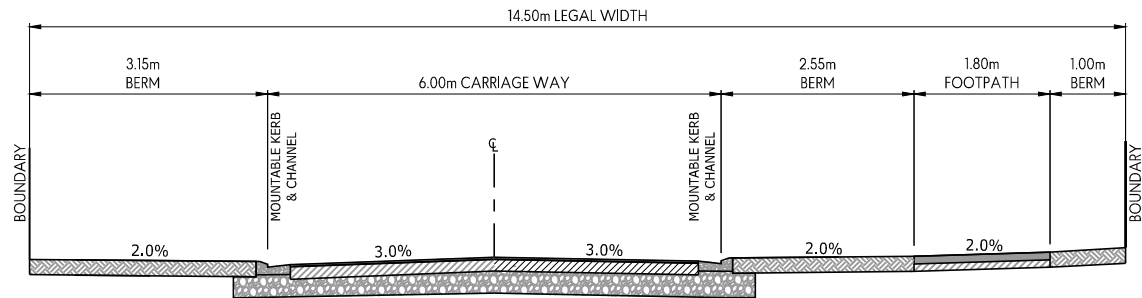 14.50m LEGAL WIDTH
3.15m
BERM
6.00m CARRIAGE WAY
2.55m
BERM
1.80m
FOOTPATH
1.00m
BERM
BOUNDARY
MOUNTABLE KERB
& CHANNEL
℄
MOUNTABLE KERB
& CHANNEL
BOUNDARY
2.0%
3.0%
3.0%
2.0%
2.0%